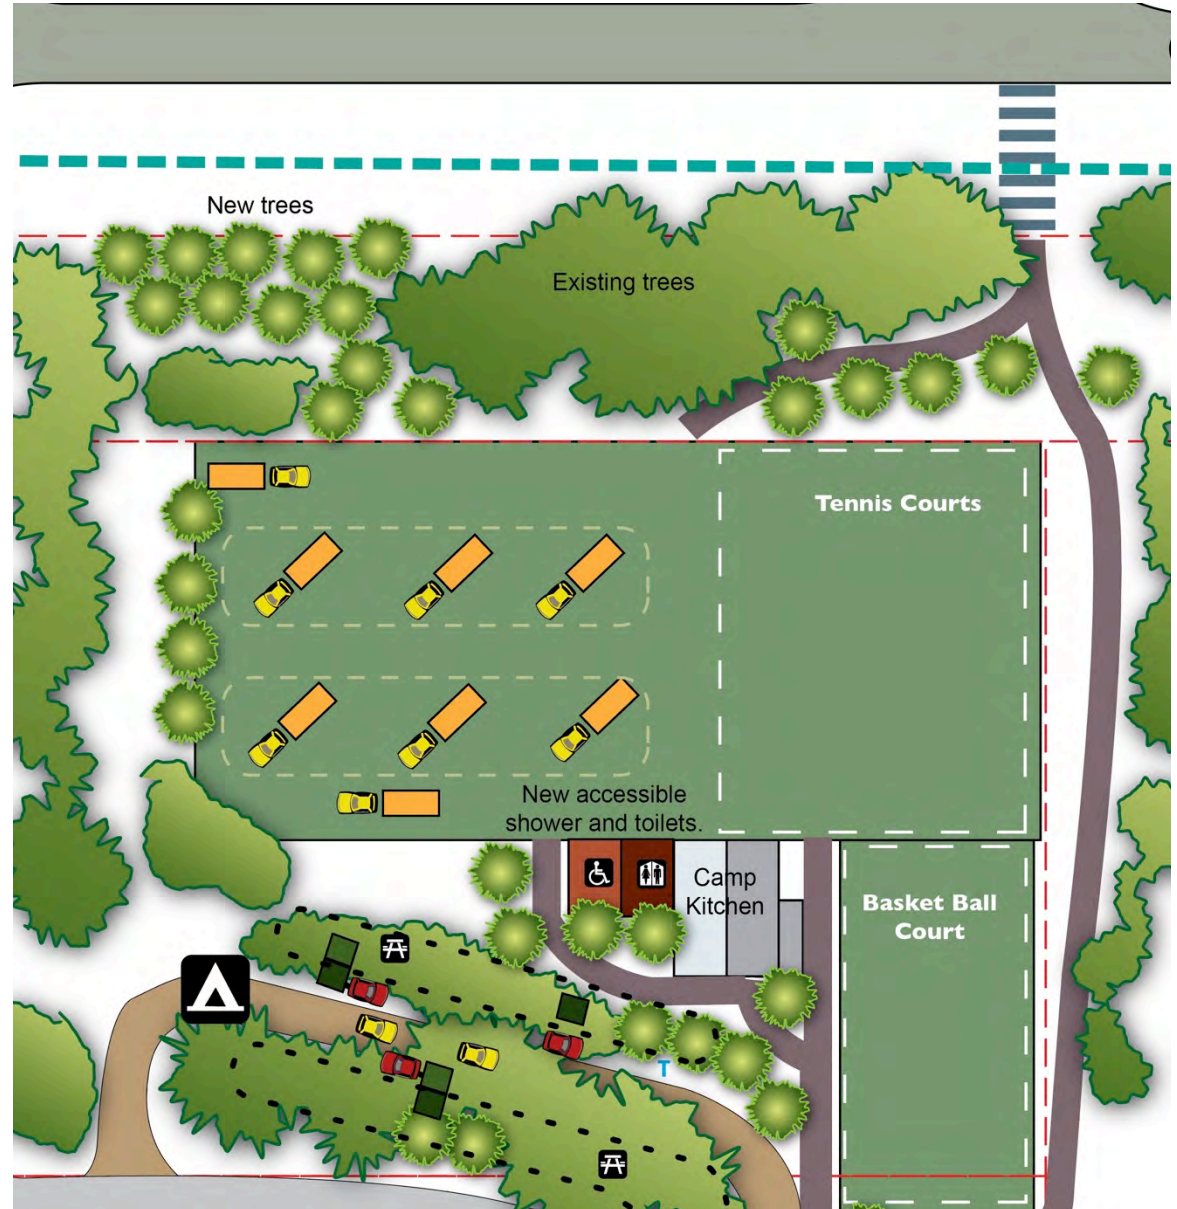 New trees
Existing trees
Tennis Courts
New accessible
shower and toilets.
Camp
Kitchen
Basket Ball
Court
T